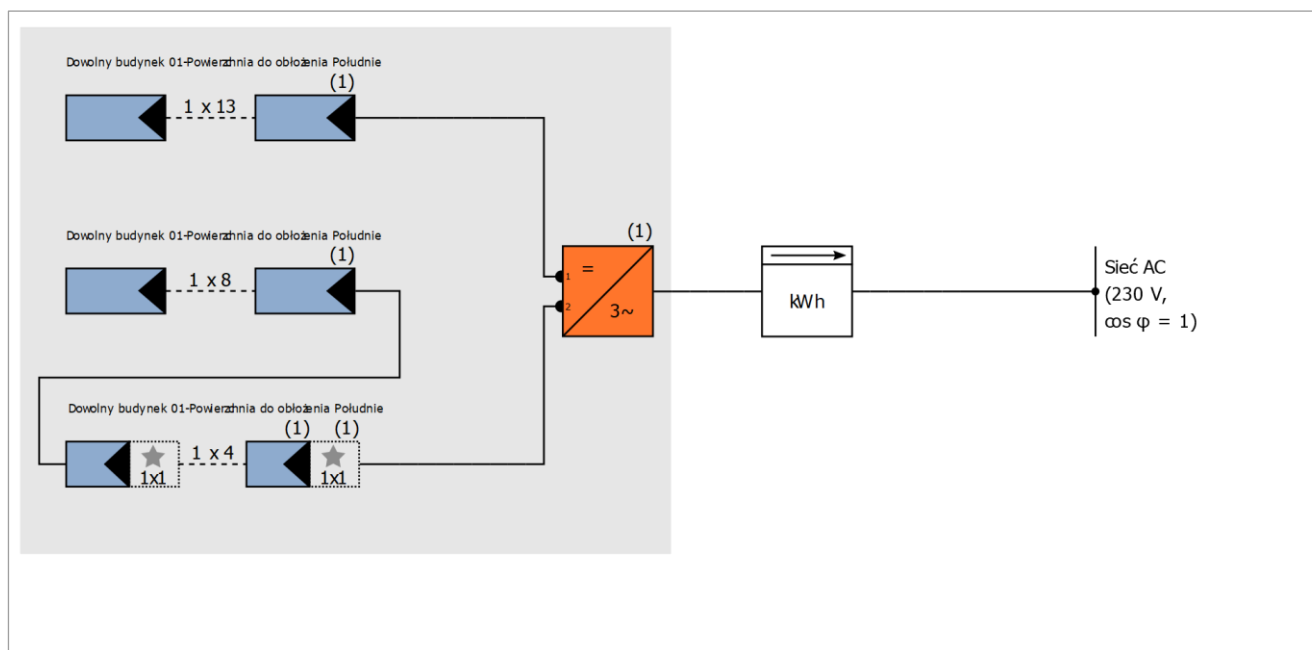 Dowolny budynek 01-Powierzchnia do obłożenia Południe
(1)
1 x 13
Dowolny budynek 01-Powierzchnia do obłożenia Południe
(1)
1 x 8
(1)
1 =
2
3~
kWh
Sieć AC
(230 V,
cos φ = 1)
Dowolny budynek 01-Powierzchnia do obłożenia Południe
(1) (1)
1 x 4
1x1 1x1